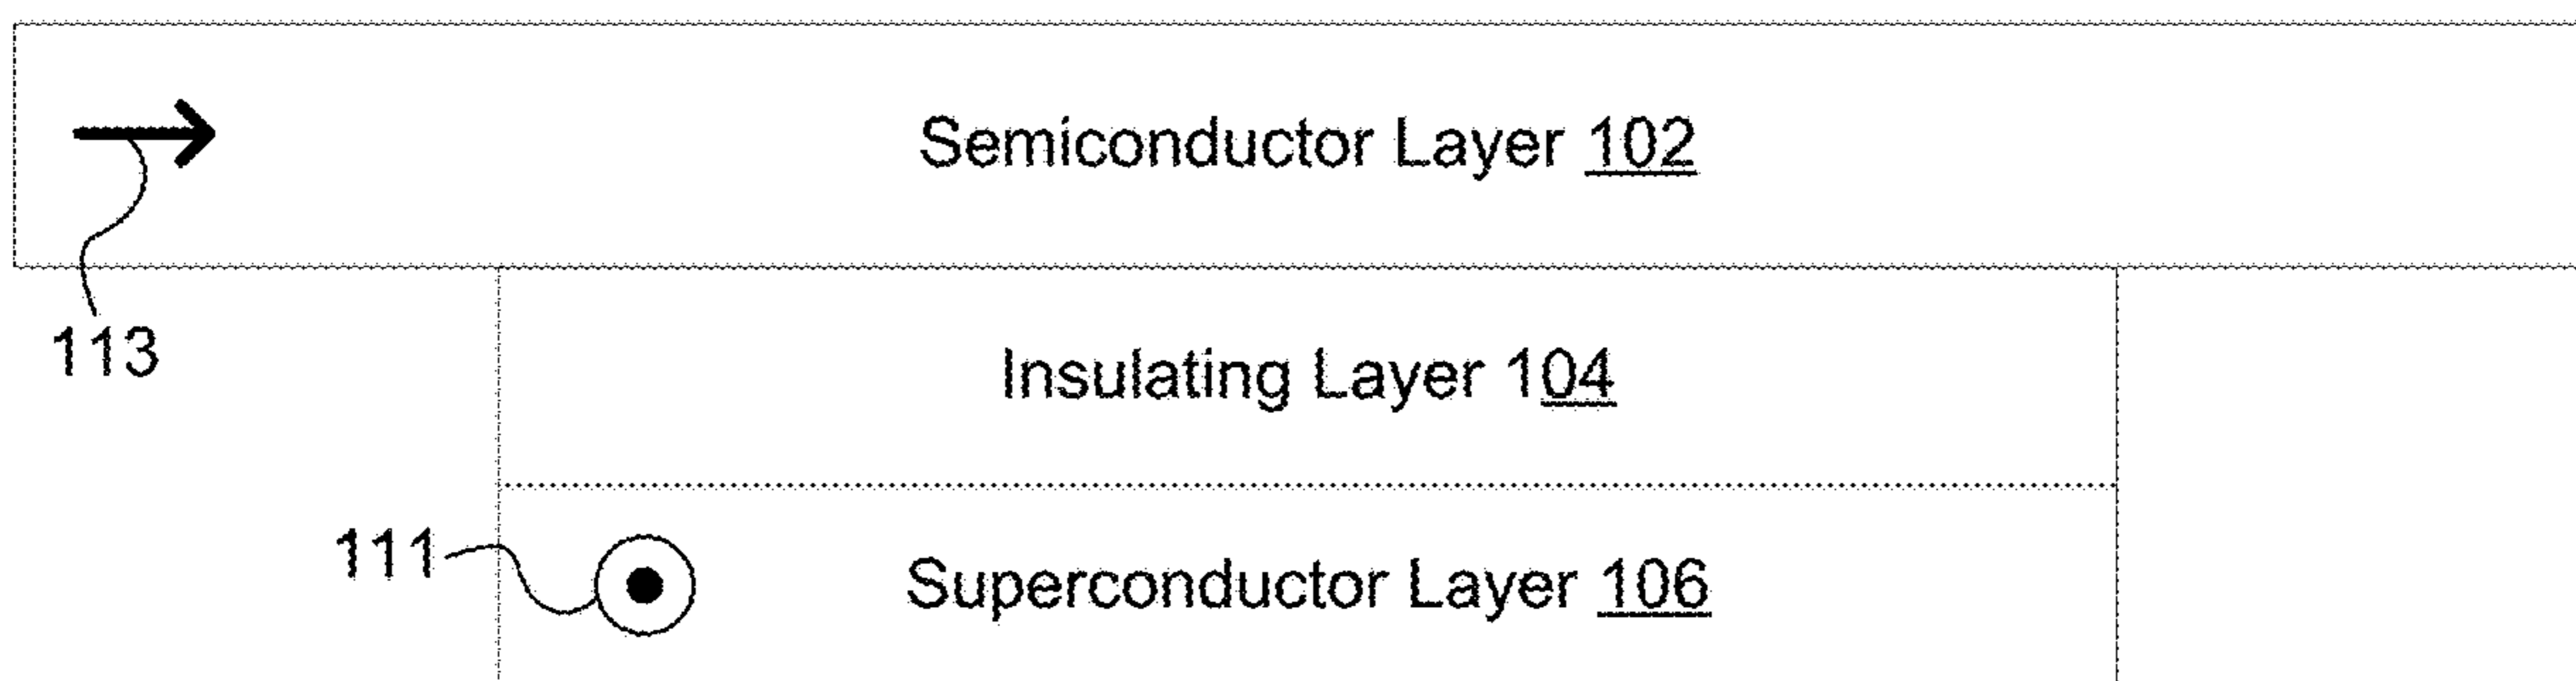 Semiconductor Layer 102
113
Insulating Layer 104
111
Superconductor Layer 106